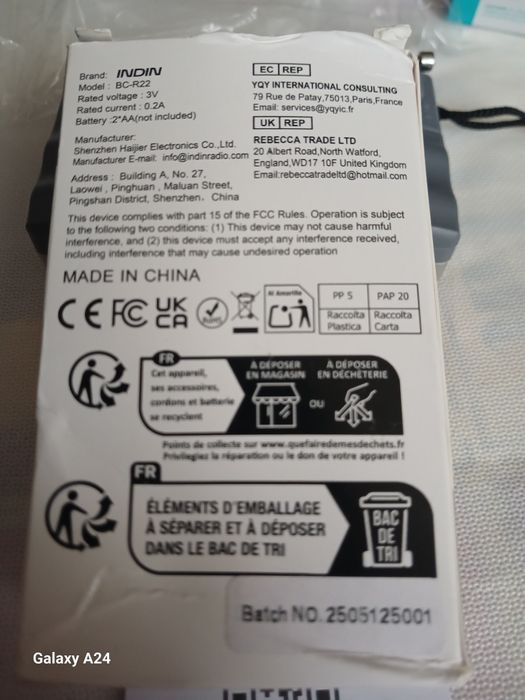 Brand: INDIN
Model : BC-R22
Rated voltage : 3V
Rated current : 0.2A
Battery :2*AA(not included)
Manufacturer:
Shenzhen Haijier Electronics Co.,Ltd.
Manufacturer E-mail: info@indinradio.com
Address : Building A, No. 27,
Laowei , Pinghuan , Maluan Street,
Pingshan District, Shenzhen, China
EC REP
YQY INTERNATIONAL CONSULTING
79 Rue de Patay,75013,Paris,France
Email: services@yqyic.fr
UK REP
REBECCA TRADE LTD
20 Albert Road,North Watford,
England,WD17 10F United Kingdom
Email:rebeccatradeltd@hotmail.com
This device complies with part 15 of the FCC Rules. Operation is subject
to the following two conditions: (1) This device may not cause harmful
interference, and (2) this device must accept any interference received,
including interference that may cause undesired operation
MADE IN CHINA
CE FC UK
CA
RoHS
PP 5 PAP 20
Raccolta Raccolta
Plastica Carta
FR
Cet appareil,
ses accessoires,
cordons et batterie
se recyclent
À DÉPOSER
EN MAGASIN
OU
À DÉPOSER
EN DÉCHÈTERIE
Points de collecte sur www.quefairedemesdechets.fr
Privilégiez la réparation ou le don de votre appareil !
FR
ÉLÉMENTS D'EMBALLAGE
À SÉPARER ET À DÉPOSER
DANS LE BAC DE TRI
BAC
DE
TRI
Batch NO. 2505125001
Galaxy A24